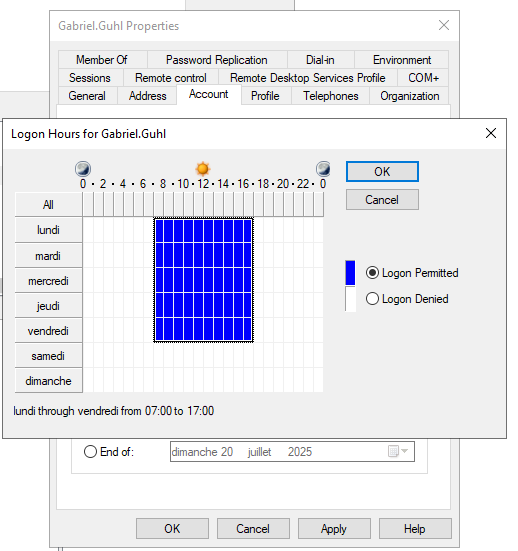 Gabriel.Guhl Properties
Member Of Password Replication Dial-in Environment
Sessions Remote control Remote Desktop Services Profile COM+
General Address Account Profile Telephones Organization
Logon Hours for Gabriel.Guhl
0 · 2 · 4 · 6 · 8 · 10 · 12 · 14 · 16 · 18 · 20 · 22 · 0
OK
Cancel
All
lundi
mardi
mercredi
jeudi
vendredi
samedi
dimanche
Logon Permitted
Logon Denied
lundi through vendredi from 07:00 to 17:00
End of: dimanche 20 juillet 2025
OK Cancel Apply Help